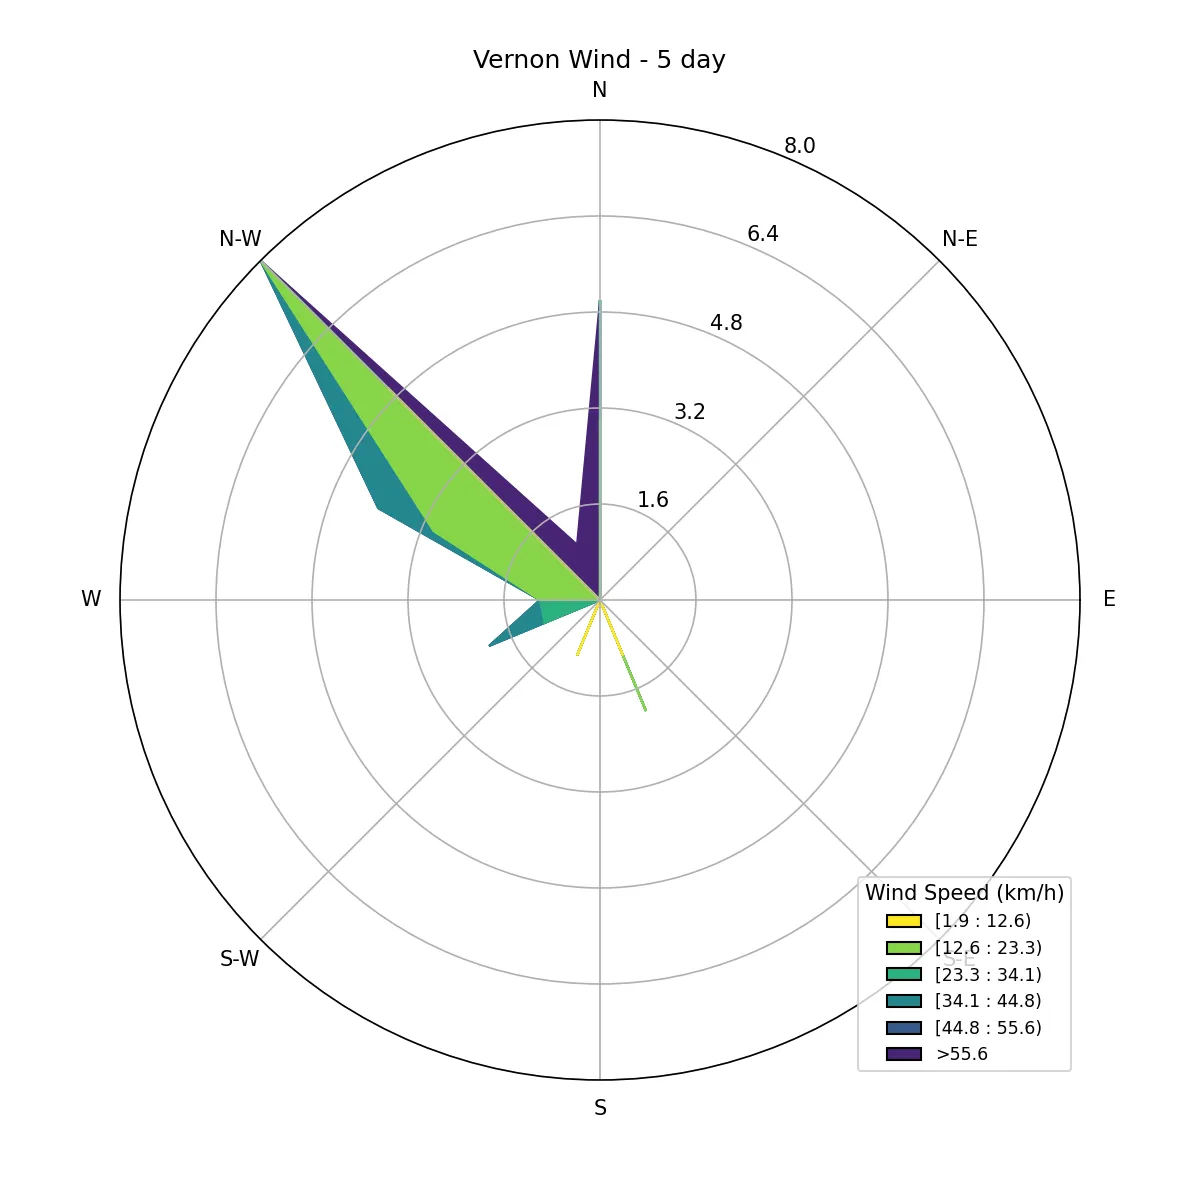 Vernon Wind - 5 day
N
8.0
6.4
N-W
N-E
4.8
3.2
1.6
W
E
Wind Speed (km/h)
[1.9 : 12.6)
[12.6 : 23.3)
S-W
S-E
[23.3 : 34.1)
[34.1 : 44.8)
[44.8 : 55.6)
>55.6
S